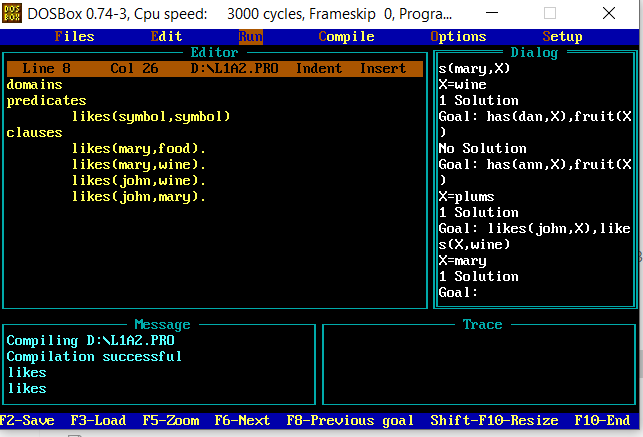 DOS
BOX
DOSBox 0.74-3, Cpu speed: 3000 cycles, Frameskip 0, Progra...
Files Edit Run Compile Options Setup
Editor
Line 8 Col 26 D:\L1A2.PRO Indent Insert
domains
predicates
likes(symbol,symbol)
clauses
likes(mary,food).
likes(mary,wine).
likes(john,wine).
likes(john,mary).
Dialog
s(mary,X)
X=wine
1 Solution
Goal: has(dan,X),fruit(X
)
No Solution
Goal: has(ann,X),fruit(X
)
X=plums
1 Solution
Goal: likes(john,X),like
s(X,wine)
X=mary
1 Solution
Goal:
Message
Compiling D:\L1A2.PRO
Compilation successful
likes
likes
Trace
F2-Save F3-Load F5-Zoom F6-Next F8-Previous goal Shift-F10-Resize F10-End